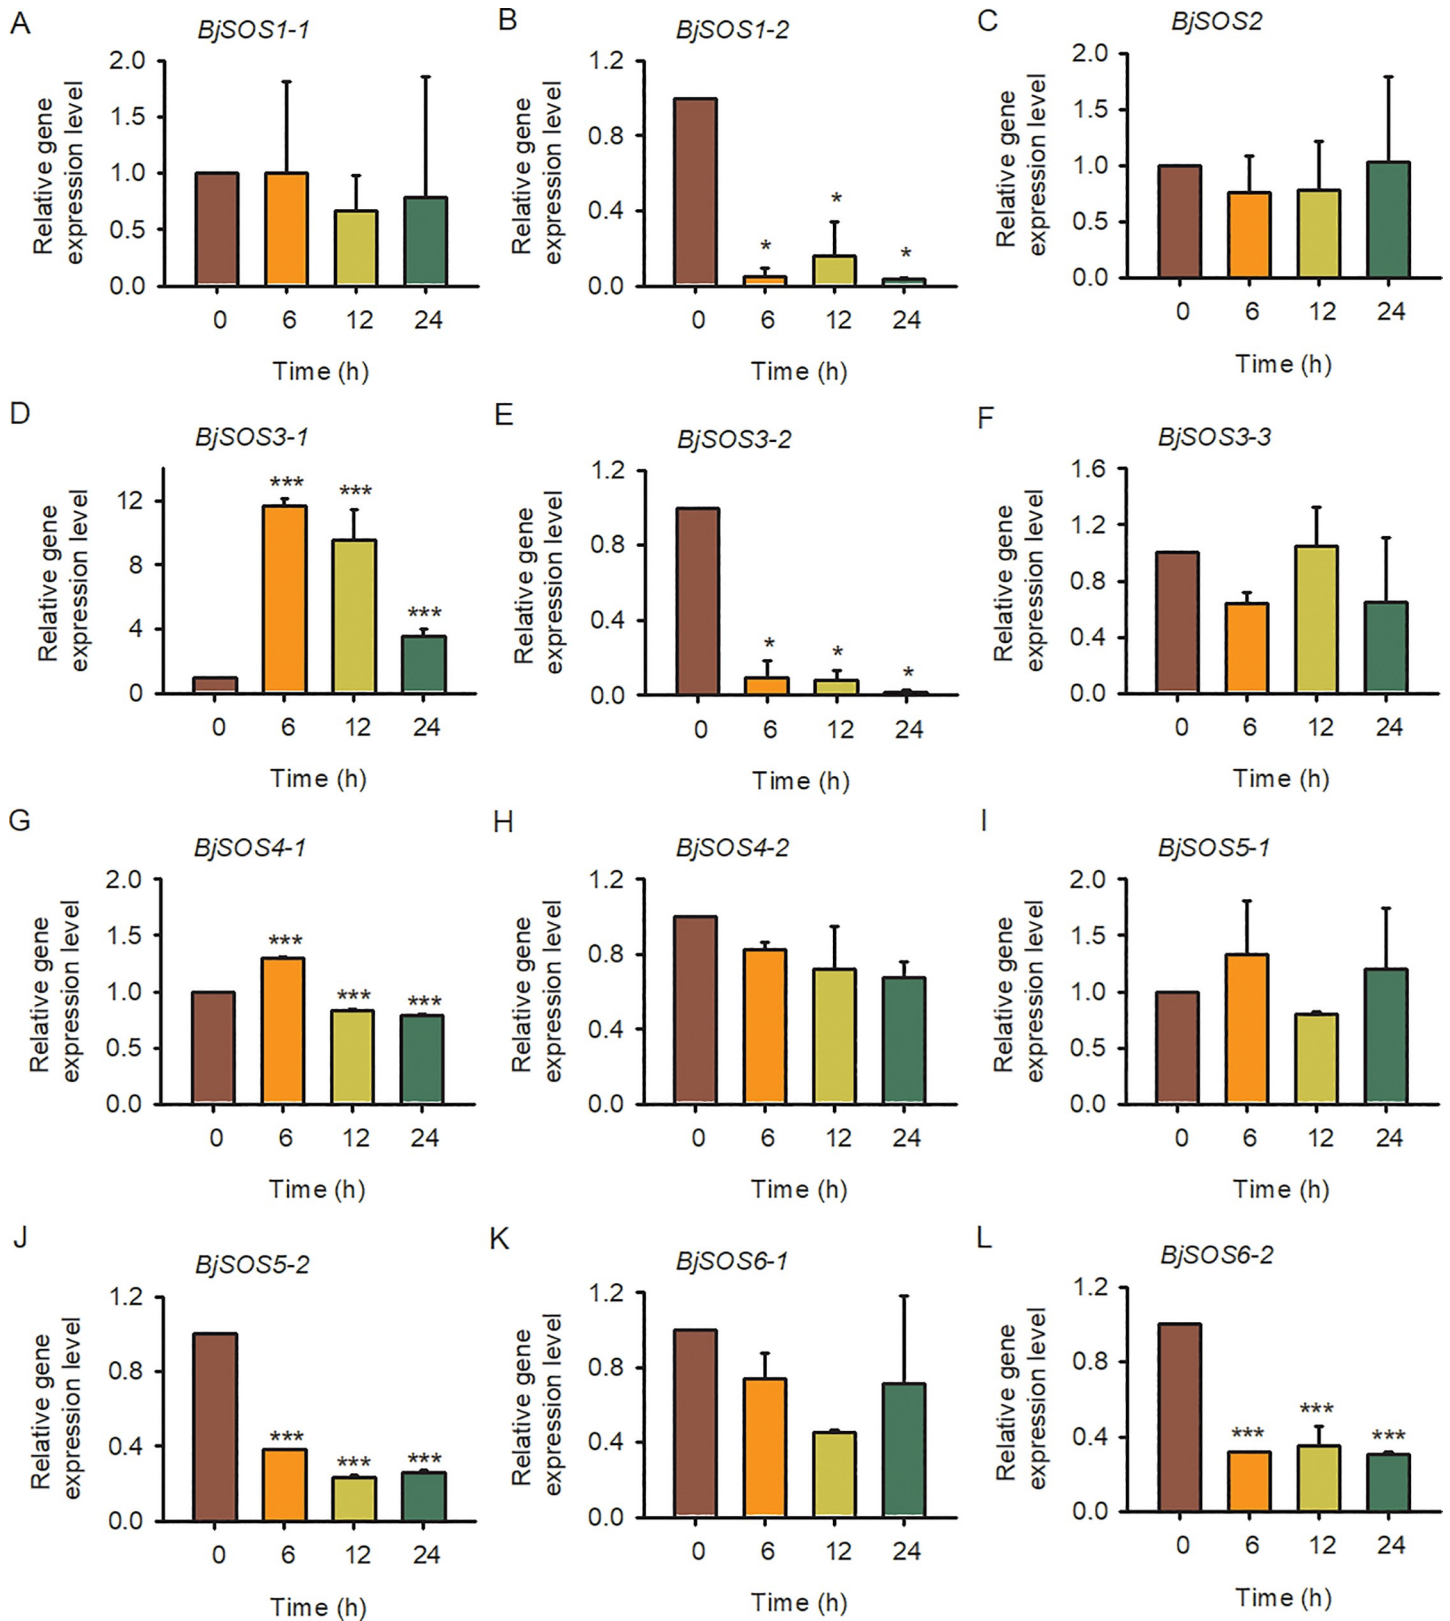 A
BjSOS1-1
Relative gene
expression level
2.0
1.5
1.0
0.5
0.0
0 6 12 24
Time (h)
B
BjSOS1-2
Relative gene
expression level
1.2
0.8
0.4
0.0
*
*
*
0 6 12 24
Time (h)
C
BjSOS2
Relative gene
expression level
2.0
1.5
1.0
0.5
0.0
0 6 12 24
Time (h)
D
BjSOS3-1
Relative gene
expression level
12
8
4
0
***
***
***
0 6 12 24
Time (h)
E
BjSOS3-2
Relative gene
expression level
1.2
0.8
0.4
0.0
*
*
*
0 6 12 24
Time (h)
F
BjSOS3-3
Relative gene
expression level
1.6
1.2
0.8
0.4
0.0
0 6 12 24
Time (h)
G
BjSOS4-1
Relative gene
expression level
2.0
1.5
1.0
0.5
0.0
***
***
***
0 6 12 24
Time (h)
H
BjSOS4-2
Relative gene
expression level
1.2
0.8
0.4
0.0
0 6 12 24
Time (h)
I
BjSOS5-1
Relative gene
expression level
2.0
1.5
1.0
0.5
0.0
0 6 12 24
Time (h)
J
BjSOS5-2
Relative gene
expression level
1.2
0.8
0.4
0.0
***
***
***
0 6 12 24
Time (h)
K
BjSOS6-1
Relative gene
expression level
1.2
0.8
0.4
0.0
0 6 12 24
Time (h)
L
BjSOS6-2
Relative gene
expression level
1.2
0.8
0.4
0.0
***
***
***
0 6 12 24
Time (h)